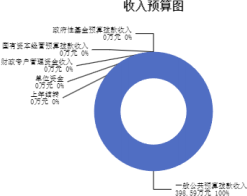 收入预算图
政府性基金预算拨款收入
0万元 0%
国有资本经营预算拨款收入
0万元 0%
财政专户管理资金收入
0万元 0%
单位资金
0万元 0%
上年结转
0万元 0%
一般公共预算拨款收入
396.59万元 100%